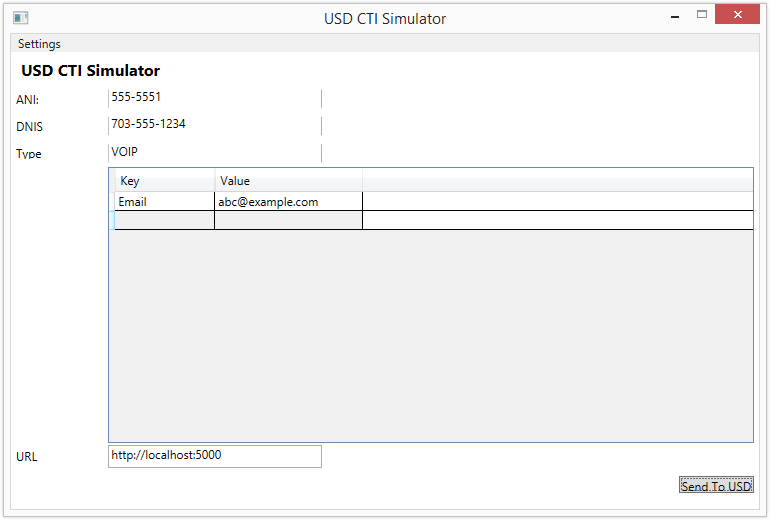 USD CTI Simulator
Settings
USD CTI Simulator
ANI: 555-5551
DNIS 703-555-1234
Type VOIP
Key Value
Email abc@example.com
URL http://localhost:5000
Send To USD